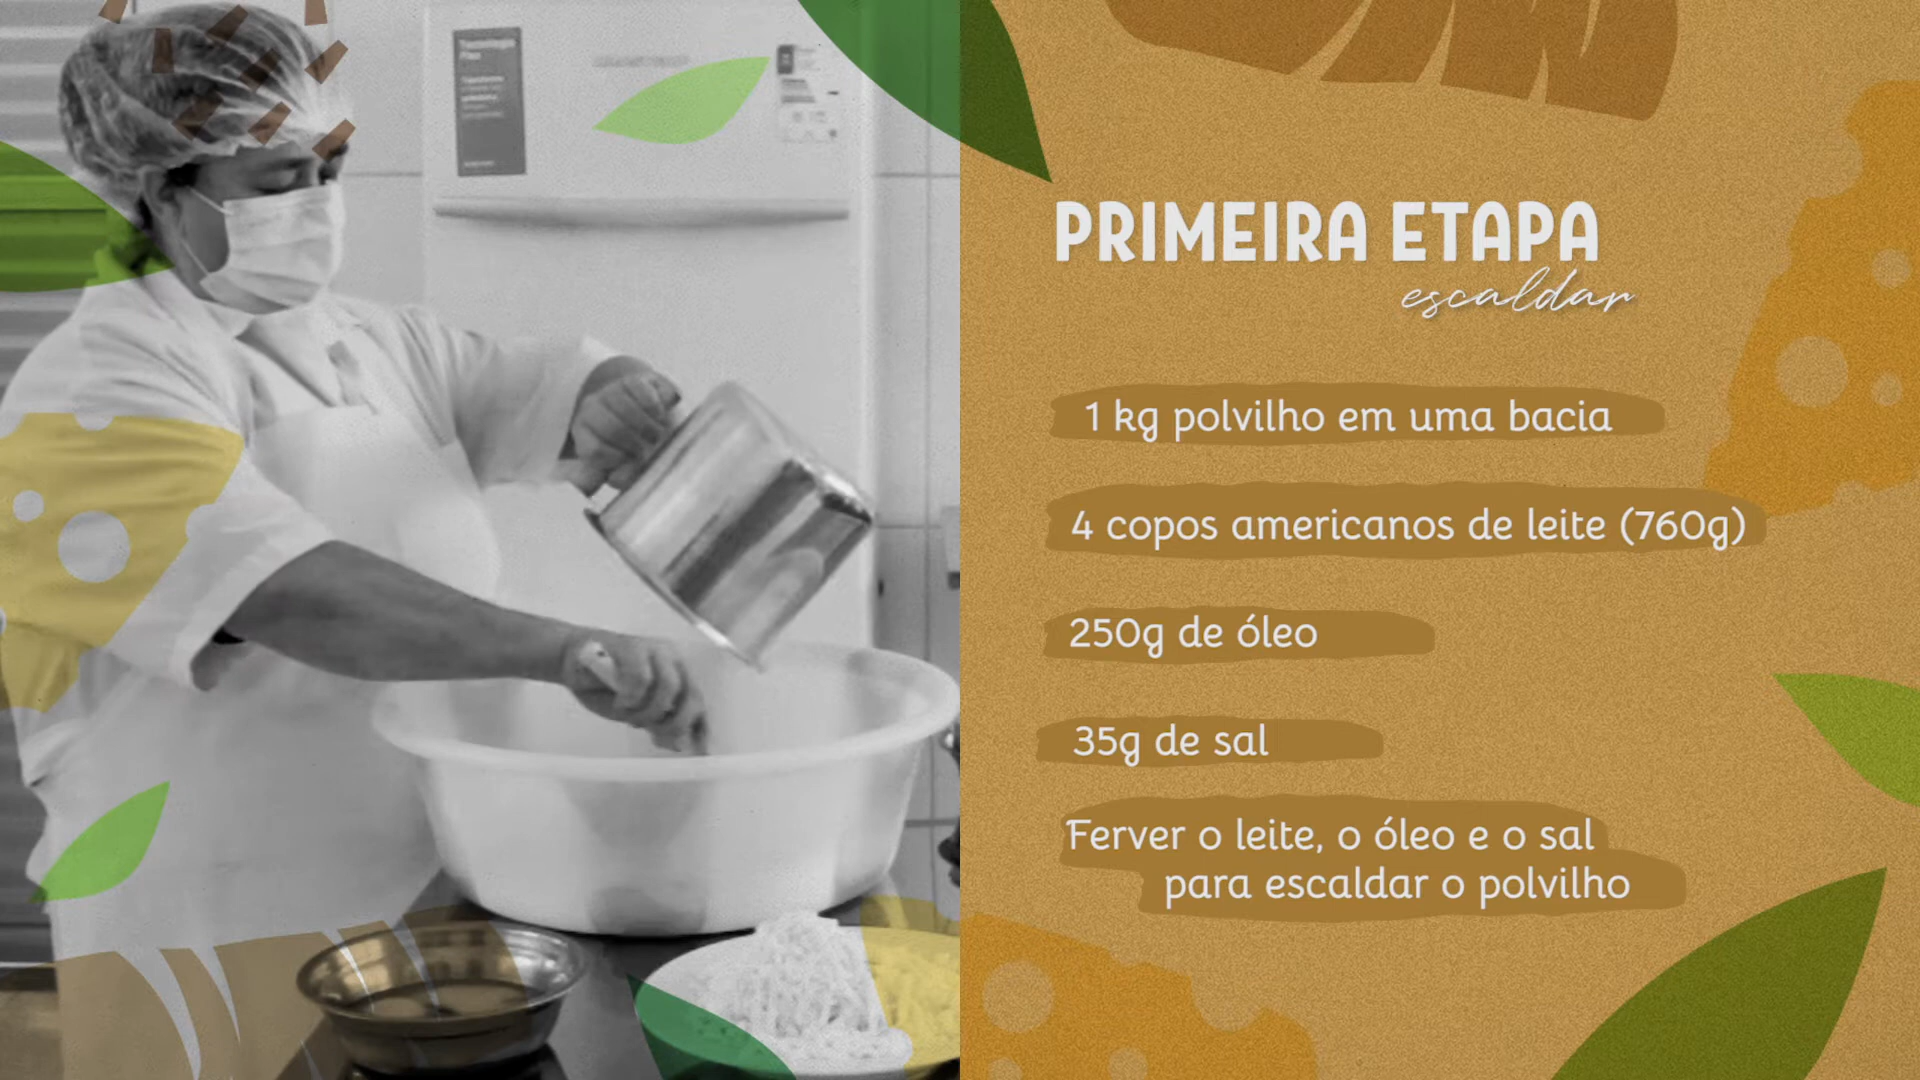 PRIMEIRA ETAPA
escaldar
1 kg polvilho em uma bacia
4 copos americanos de leite (760g)
250g de óleo
35g de sal
Ferver o leite, o óleo e o sal
para escaldar o polvilho